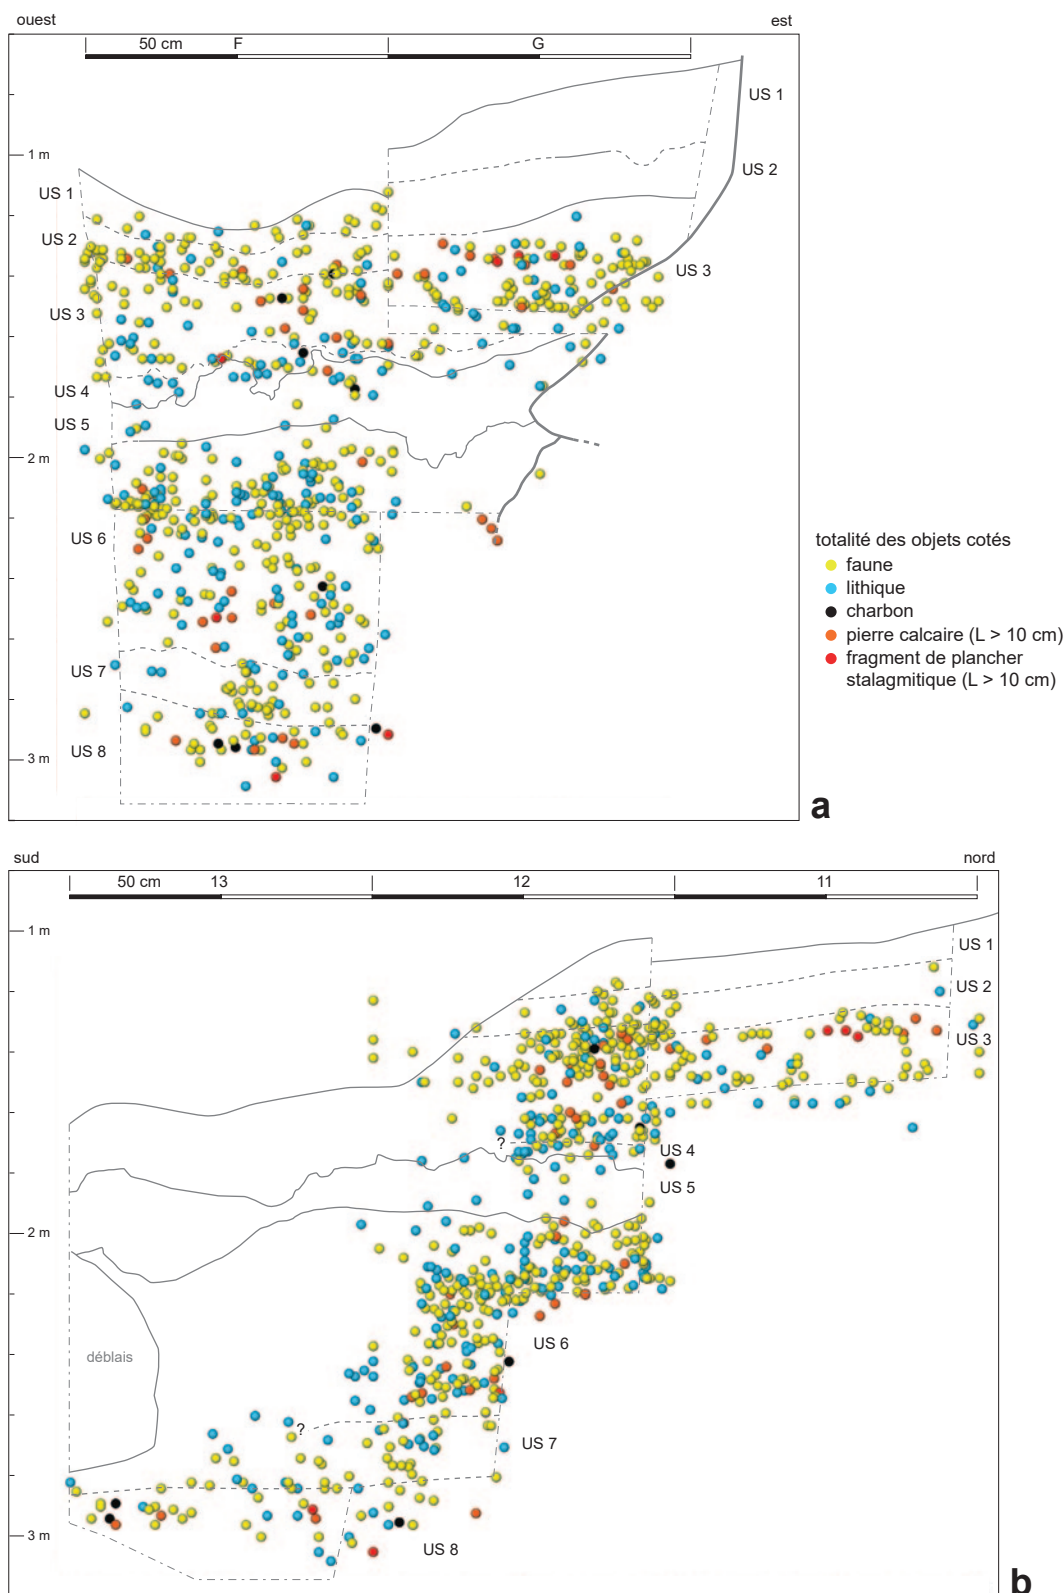 ouest est
50 cm F G
US 1
1 m
US 2
US 1
US 2
US 3
US 3
US 4
US 5
2 m
US 6
totalité des objets cotés
faune
lithique
charbon
pierre calcaire (L > 10 cm)
fragment de plancher
stalagmitique (L > 10 cm)
US 7
US 8
3 m
a
sud nord
50 cm 13 12 11
1 m
US 1
US 2
US 3
?
US 4
US 5
2 m
US 6
déblais
?
US 7
3 m
US 8
b